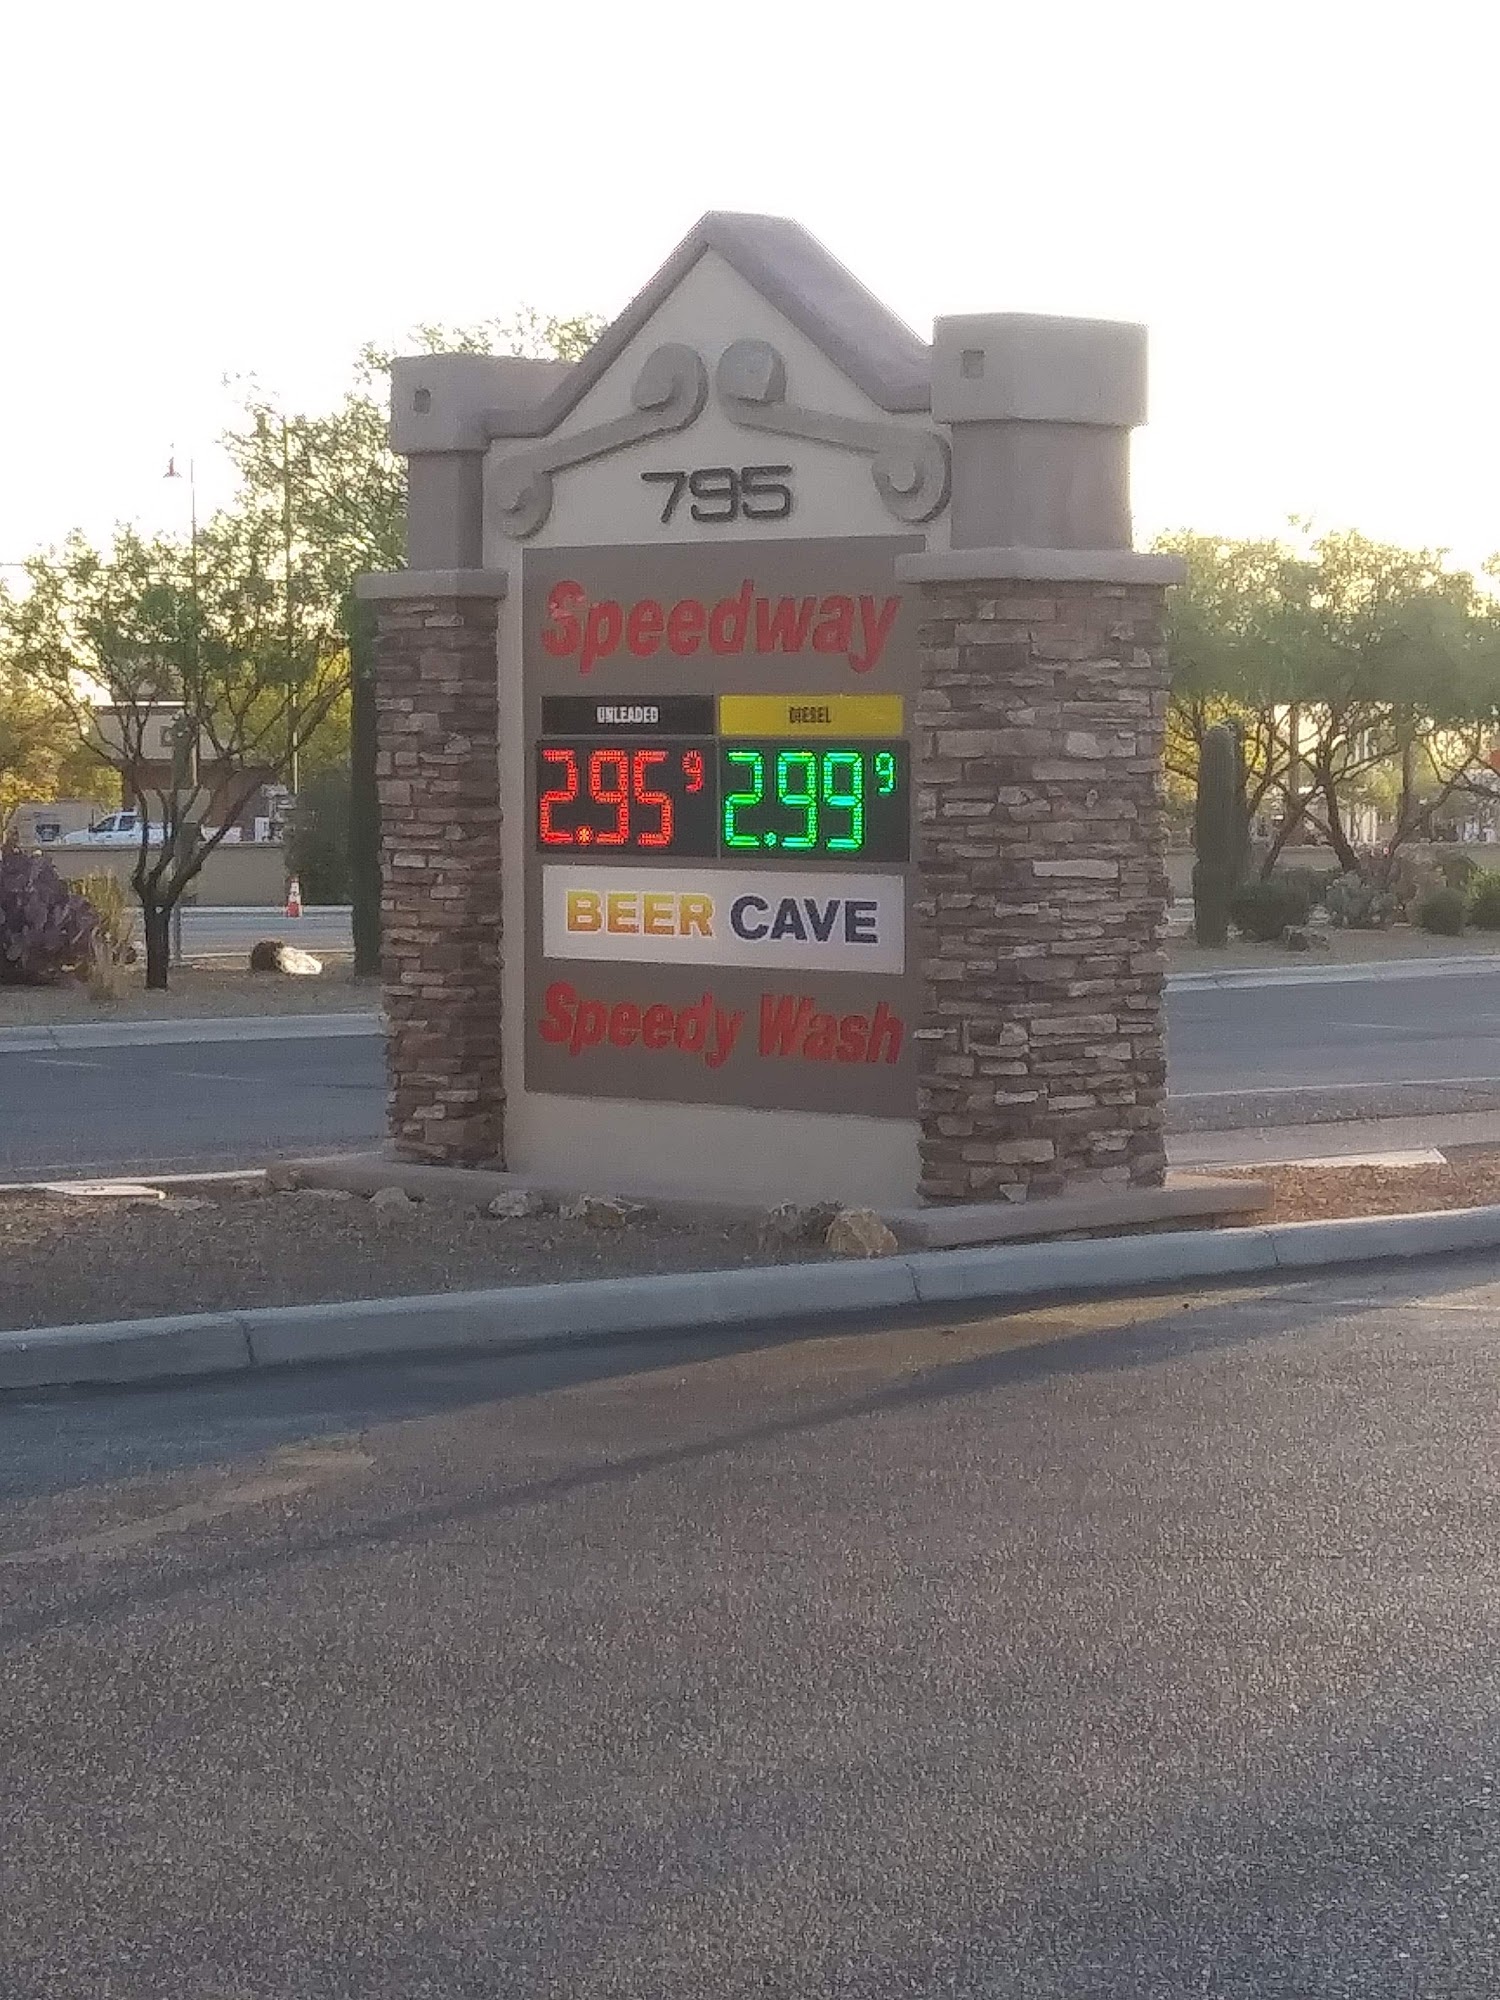 795
Speedway
UNLEADED DIESEL
2.95 9 2.99 9
BEER CAVE
Speedy Wash